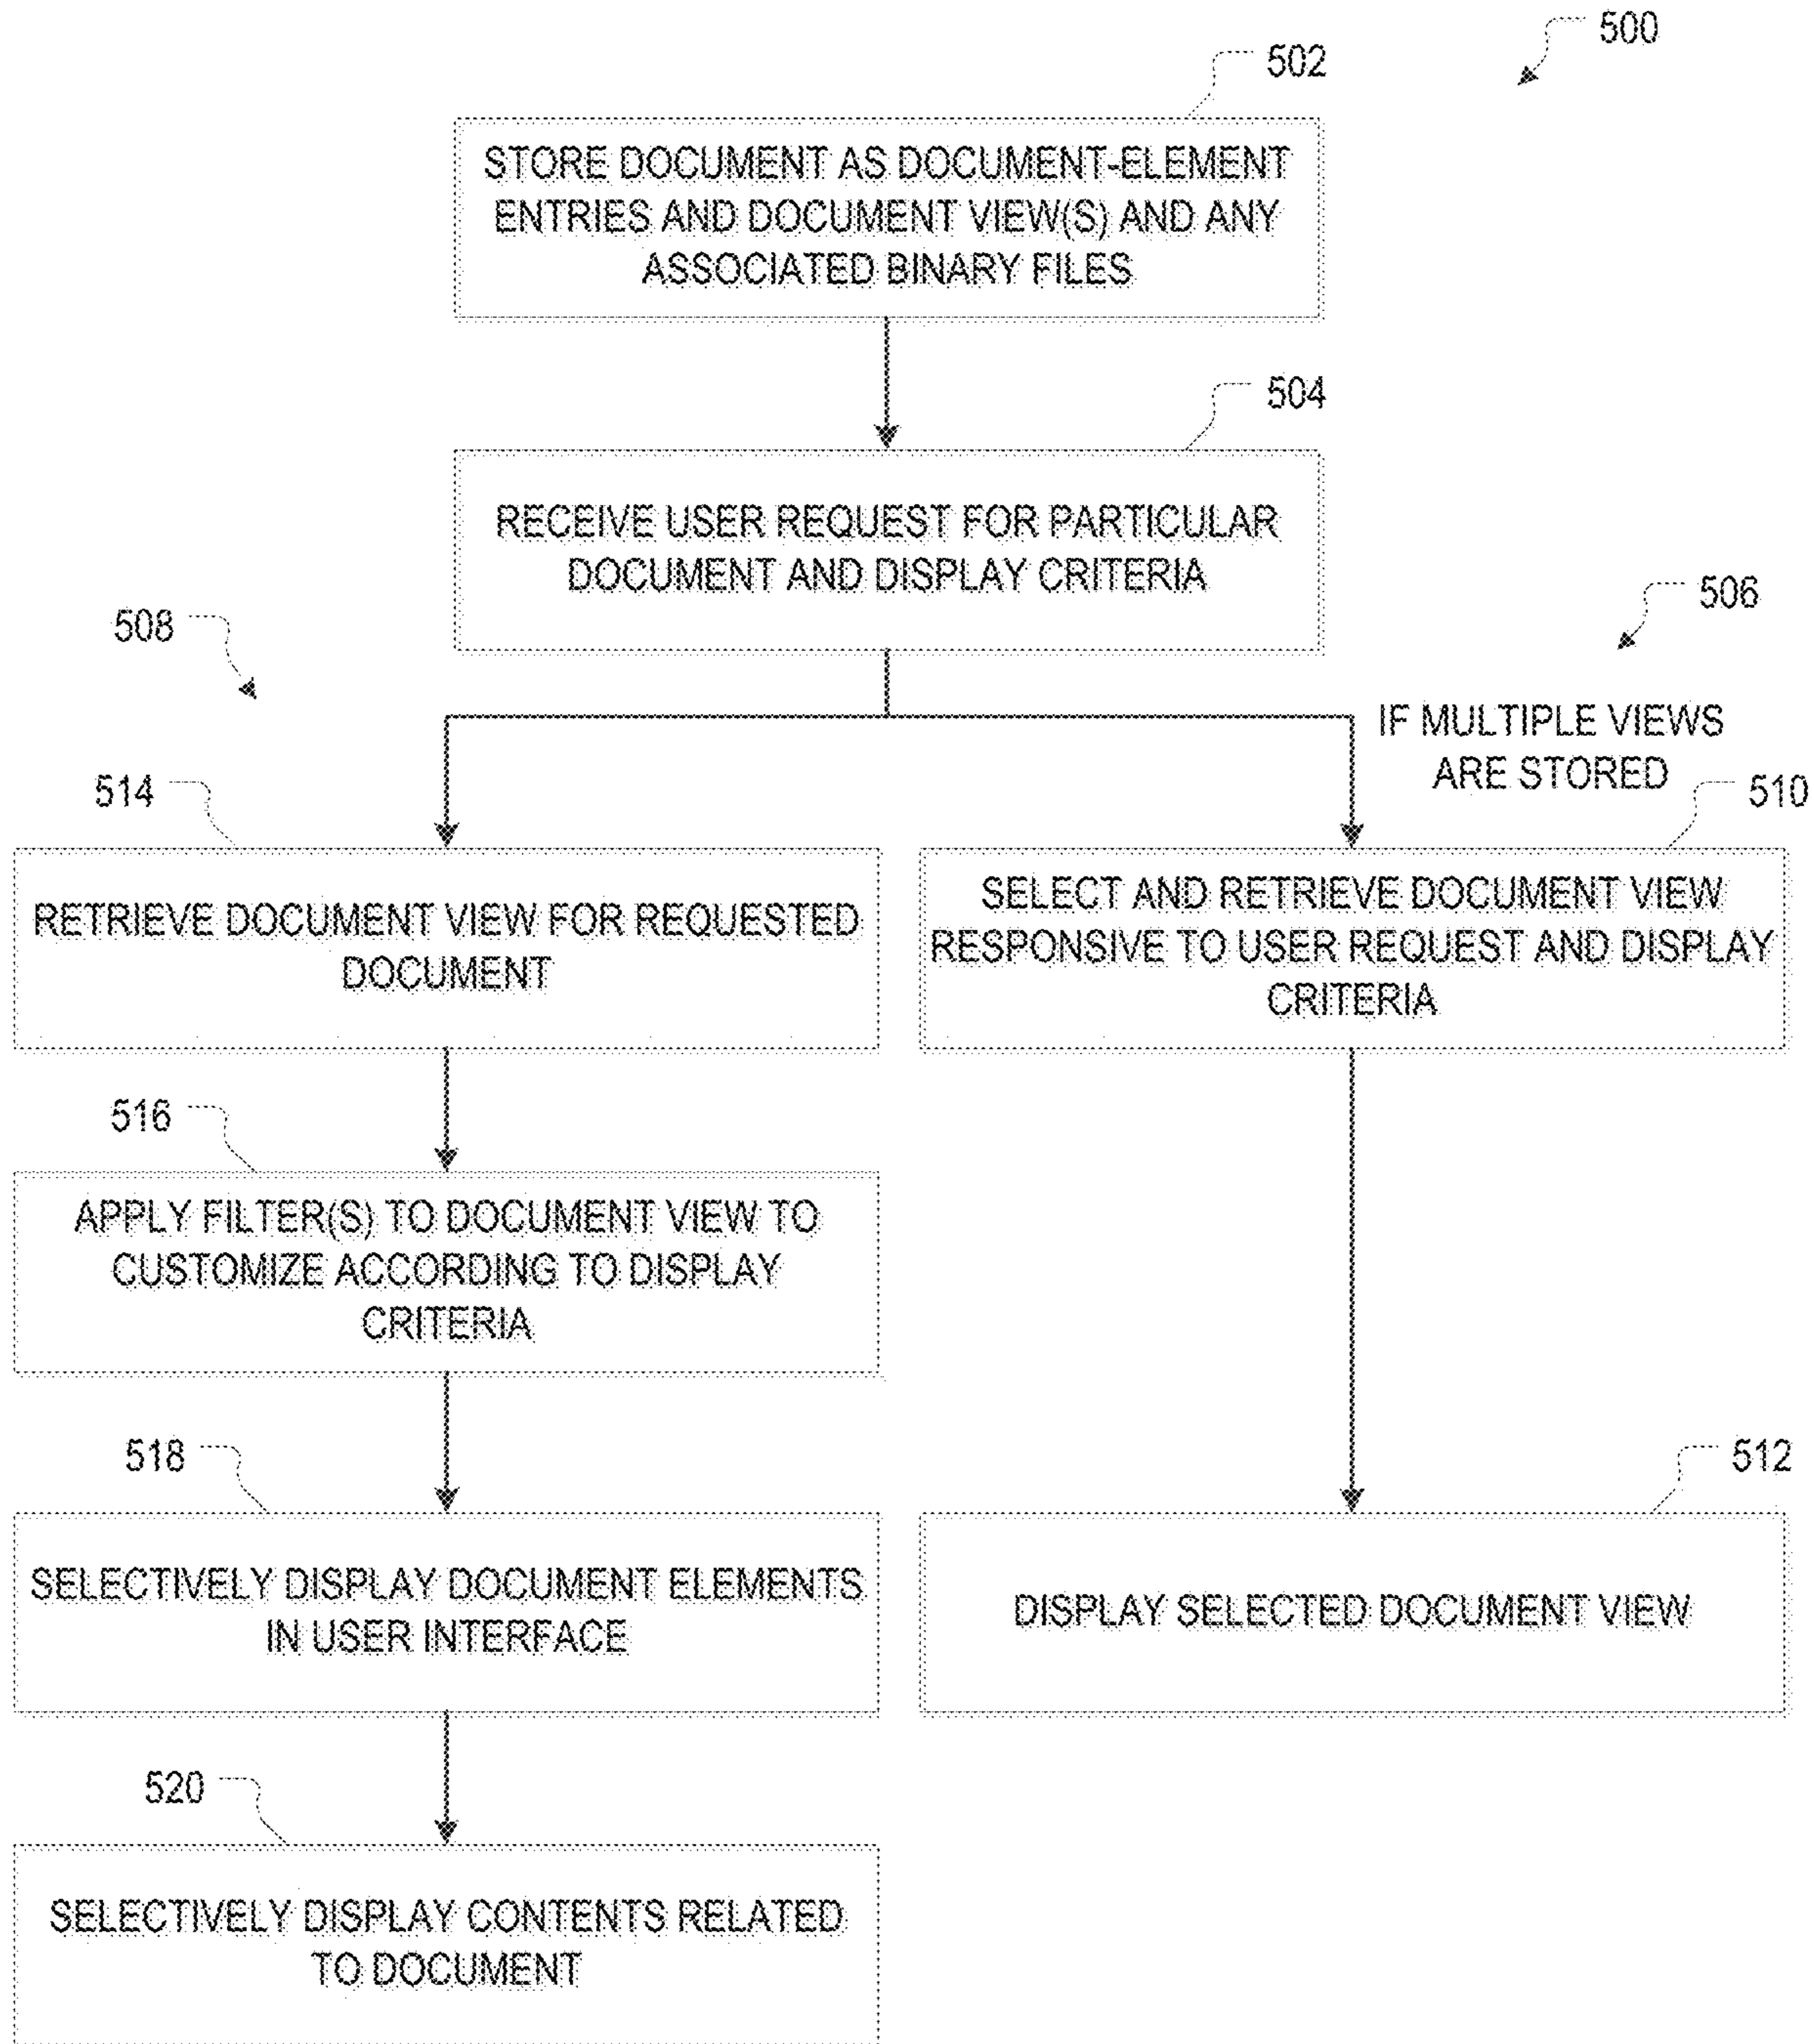 500
502
STORE DOCUMENT AS DOCUMENT-ELEMENT
ENTRIES AND DOCUMENT VIEW(S) AND ANY
ASSOCIATED BINARY FILES
504
RECEIVE USER REQUEST FOR PARTICULAR
DOCUMENT AND DISPLAY CRITERIA
508
506
IF MULTIPLE VIEWS
ARE STORED
514
RETRIEVE DOCUMENT VIEW FOR REQUESTED
DOCUMENT
510
SELECT AND RETRIEVE DOCUMENT VIEW
RESPONSIVE TO USER REQUEST AND DISPLAY
CRITERIA
516
APPLY FILTER(S) TO DOCUMENT VIEW TO
CUSTOMIZE ACCORDING TO DISPLAY
CRITERIA
518
SELECTIVELY DISPLAY DOCUMENT ELEMENTS
IN USER INTERFACE
512
DISPLAY SELECTED DOCUMENT VIEW
520
SELECTIVELY DISPLAY CONTENTS RELATED
TO DOCUMENT